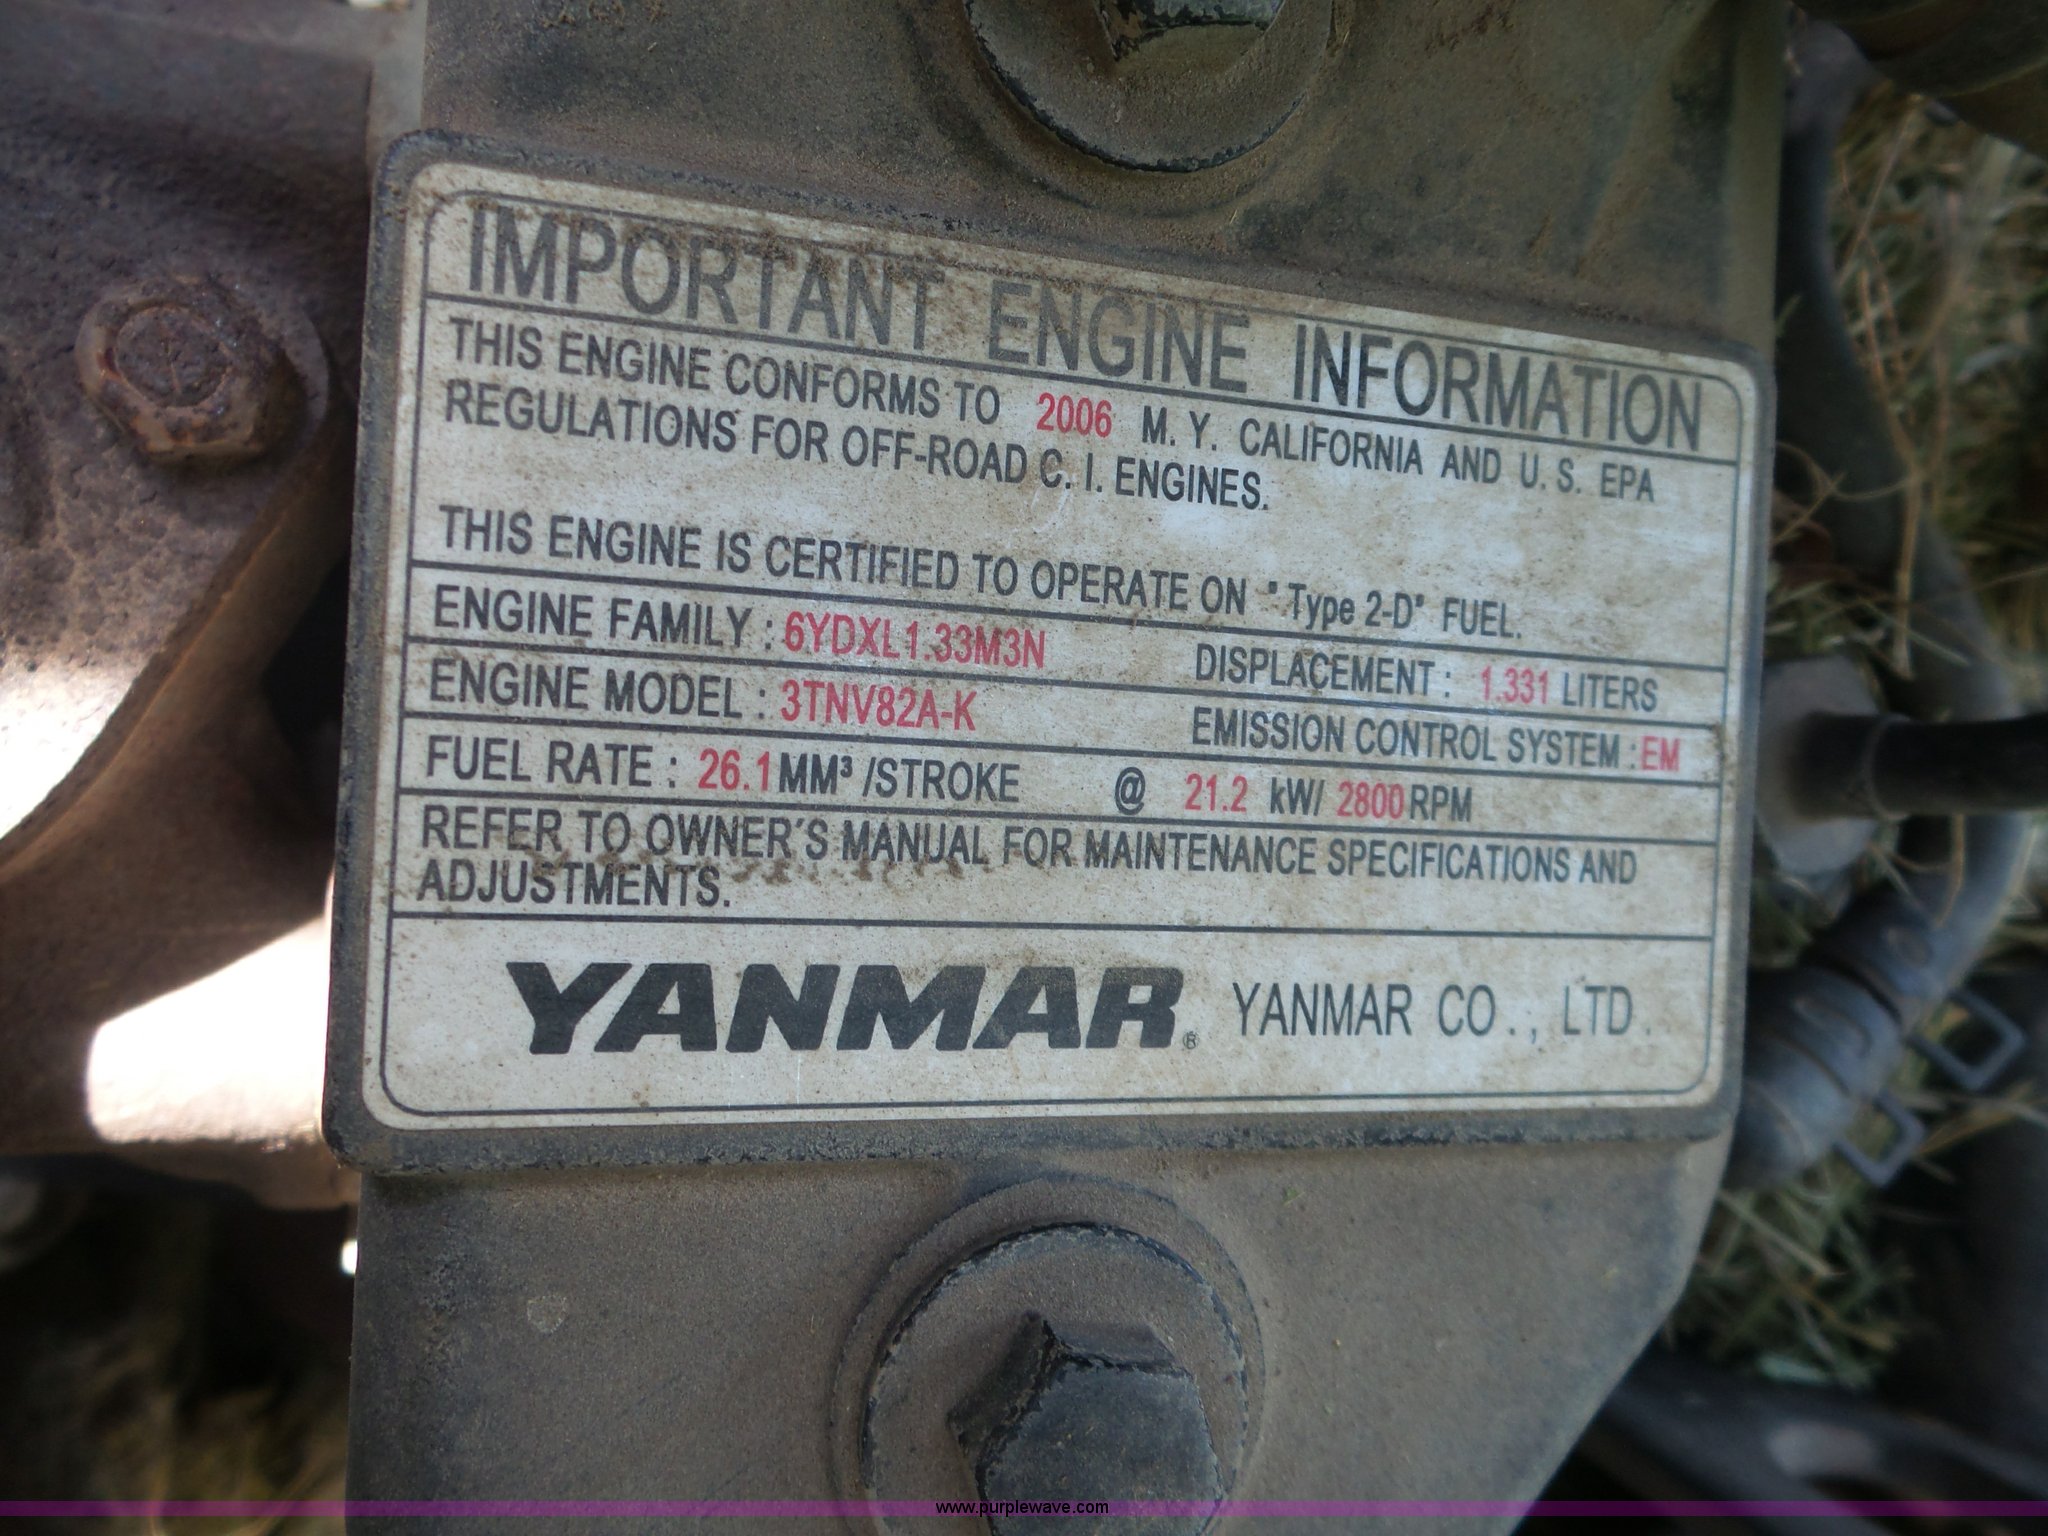 IMPORTANT ENGINE INFORMATION
THIS ENGINE CONFORMS TO 2006 M. Y. CALIFORNIA AND U. S. EPA
REGULATIONS FOR OFF-ROAD C. I. ENGINES.
THIS ENGINE IS CERTIFIED TO OPERATE ON "Type 2-D" FUEL.
ENGINE FAMILY : 6YDXL1.33M3N DISPLACEMENT : 1.331 LITERS
ENGINE MODEL : 3TNV82A-K EMISSION CONTROL SYSTEM : EM
FUEL RATE : 26.1 MM³ /STROKE @ 21.2 kW/ 2800 RPM
REFER TO OWNER'S MANUAL FOR MAINTENANCE SPECIFICATIONS AND
ADJUSTMENTS.
YANMAR® YANMAR CO., LTD.
www.purplewave.com